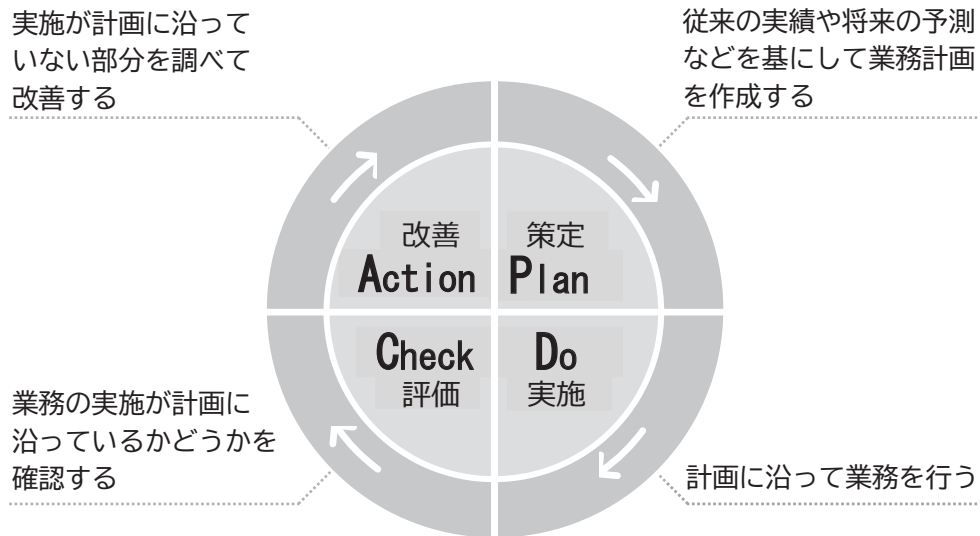 実施が計画に沿って
いない部分を調べて
改善する
従来の実績や将来の予測
などを基にして業務計画
を作成する
改善
Action
策定
Plan
Check
評価
Do
実施
業務の実施が計画に
沿っているかどうかを
確認する
計画に沿って業務を行う